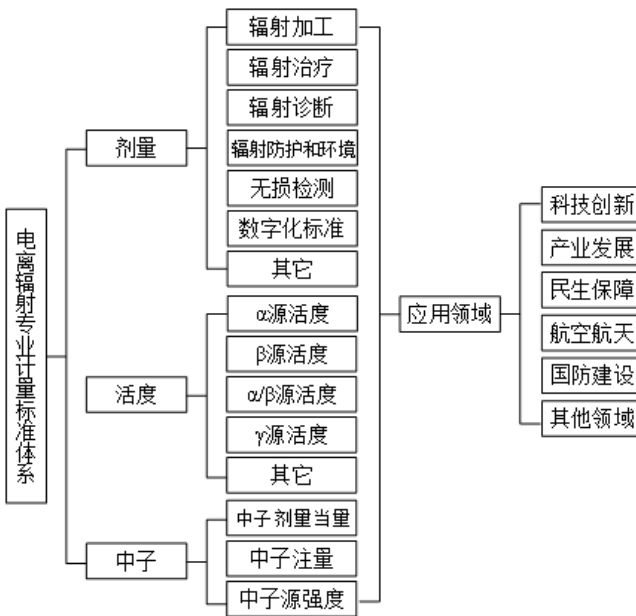 电离辐射专业计量标准体系
剂量
辐射加工
辐射治疗
辐射诊断
辐射防护和环境
无损检测
数字化标准
其它
活度
α源活度
β源活度
α/β源活度
γ源活度
其它
中子
中子剂量当量
中子注量
中子源强度
应用领域
科技创新
产业发展
民生保障
航空航天
国防建设
其他领域